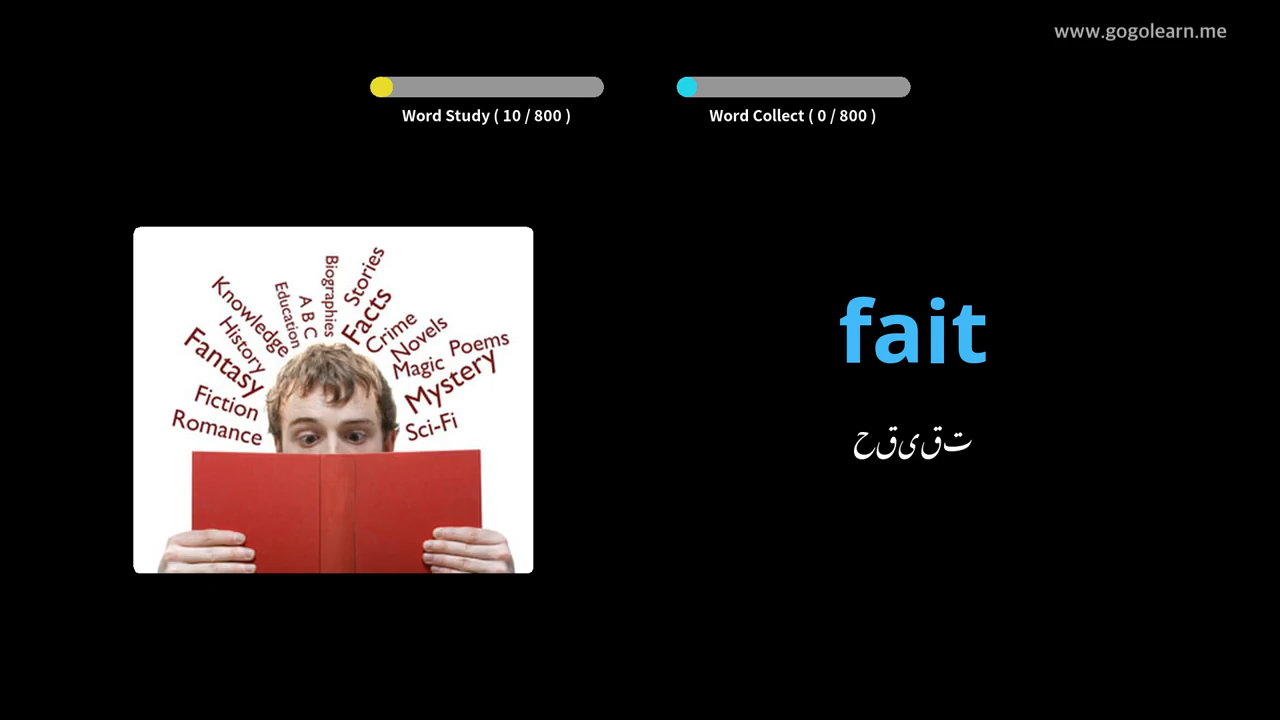 www.gogolearn.me
Word Study ( 10 / 800 )
Word Collect ( 0 / 800 )
Biographies
Stories
Education
A B C
Facts
Knowledge
Crime
History
Novels
Fantasy
Magic
Poems
Mystery
Fiction
Romance
Sci-Fi
fait
حقیقت